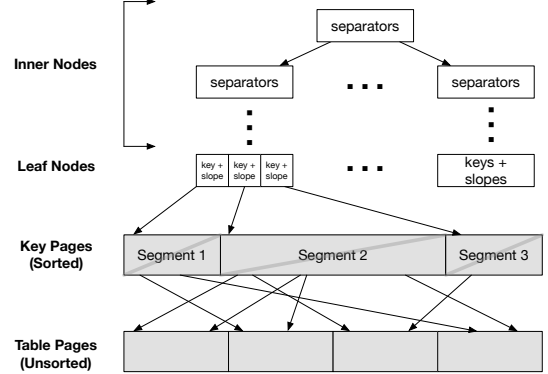 separators
Inner Nodes
separators
separators
Leaf Nodes
key +
slope
key +
slope
key +
slope
keys +
slopes
Key Pages
(Sorted)
Segment 1
Segment 2
Segment 3
Table Pages
(Unsorted)